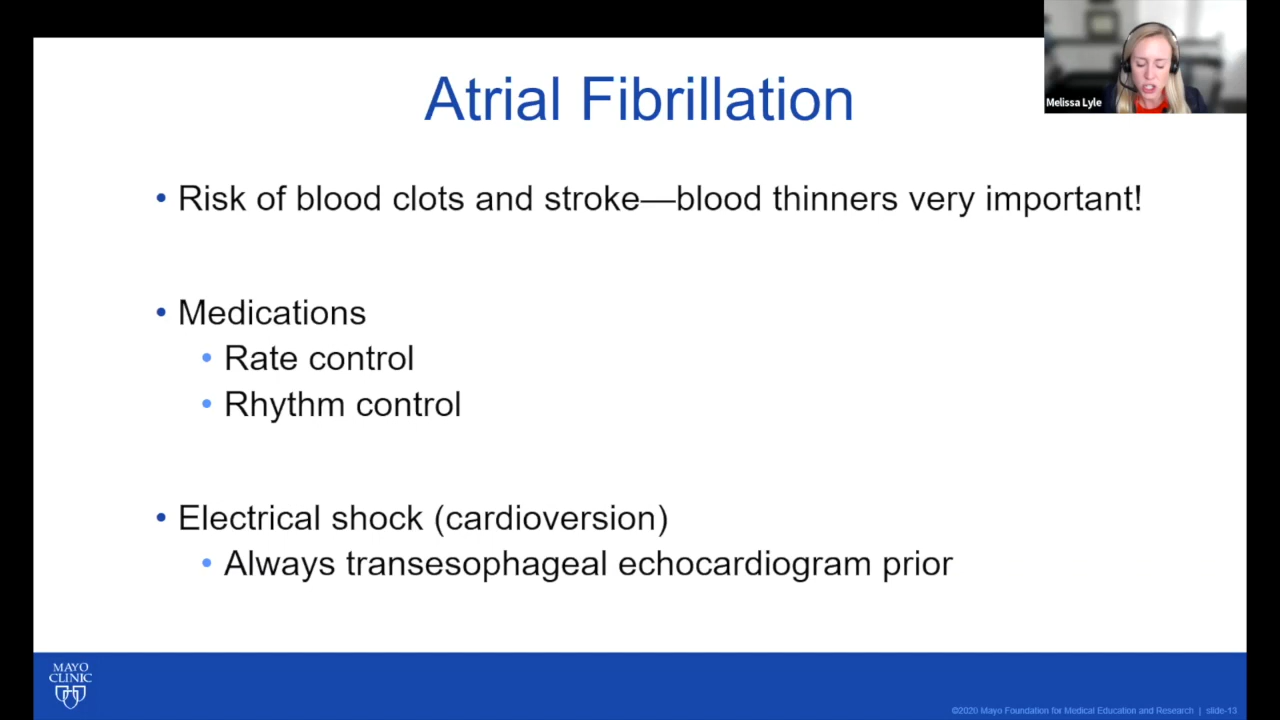 Atrial Fibrillation
Melissa Lyle
• Risk of blood clots and stroke—blood thinners very important!
• Medications
• Rate control
• Rhythm control
• Electrical shock (cardioversion)
• Always transesophageal echocardiogram prior
MAYO
CLINIC
©2020 Mayo Foundation for Medical Education and Research | slide-13